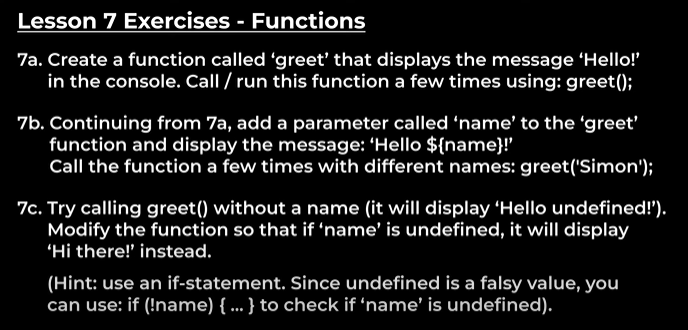 Lesson 7 Exercises - Functions
7a. Create a function called ‘greet’ that displays the message ‘Hello!’
in the console. Call / run this function a few times using: greet();
7b. Continuing from 7a, add a parameter called ‘name’ to the ‘greet’
function and display the message: ‘Hello ${name}!’
Call the function a few times with different names: greet('Simon');
7c. Try calling greet() without a name (it will display ‘Hello undefined!’).
Modify the function so that if ‘name’ is undefined, it will display
‘Hi there!’ instead.
(Hint: use an if-statement. Since undefined is a falsy value, you
can use: if (!name) { ... } to check if ‘name’ is undefined).